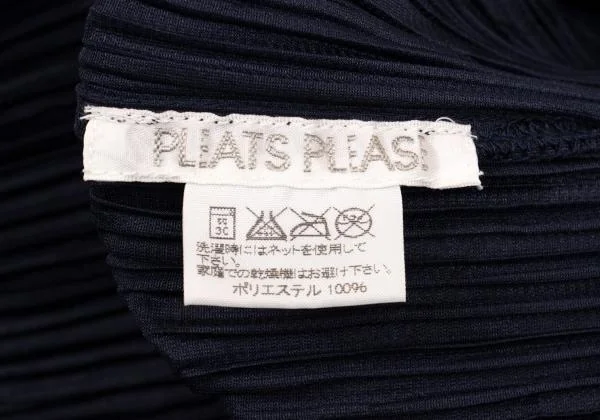 PLEATS PLEASE
洗濯時にはネットを使用して
下さい。
家庭での乾燥機はお避け下さい。
ポリエステル 100%